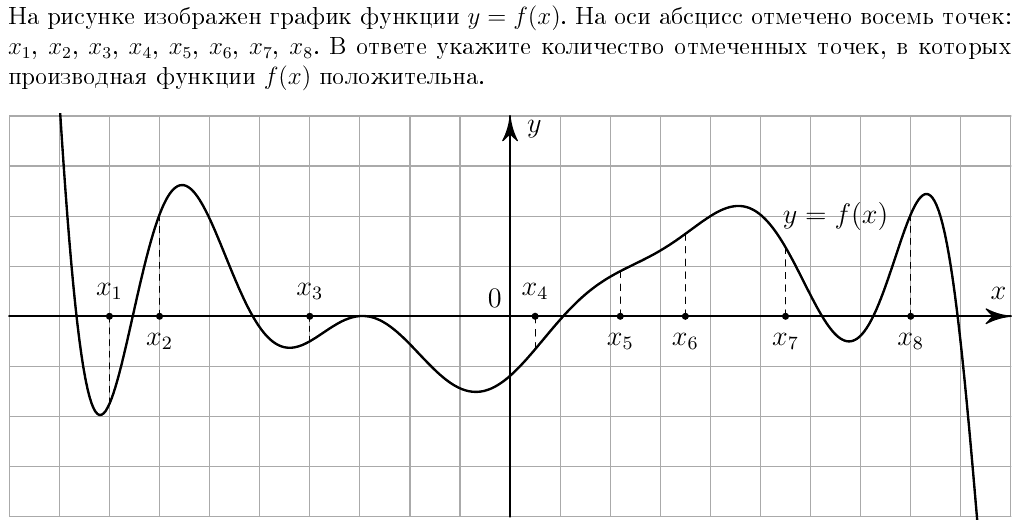 На рисунке изображен график функции y = f(x). На оси абсцисс отмечено восемь точек:
x₁, x₂, x₃, x₄, x₅, x₆, x₇, x₈. В ответе укажите количество отмеченных точек, в которых
производная функции f(x) положительна.
y
y = f(x)
x₁
x₃
0
x₄
x
x₂
x₅
x₆
x₇
x₈